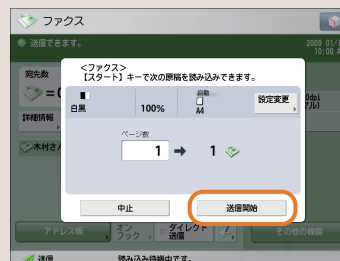 ファクス
送信できます。
2009 01/
10:00 A
宛先数
<ファクス>
【スタート】キーで次の原稿を読み込みできます。
白黒
100%
自動
A4
設定変更
詳細情報
木村さん
ページ数
1 → 1
中止
送信開始
アドレス帳
オン
フック
ダイレクト
送信
その他の機能
送信
読み込み待機中です。